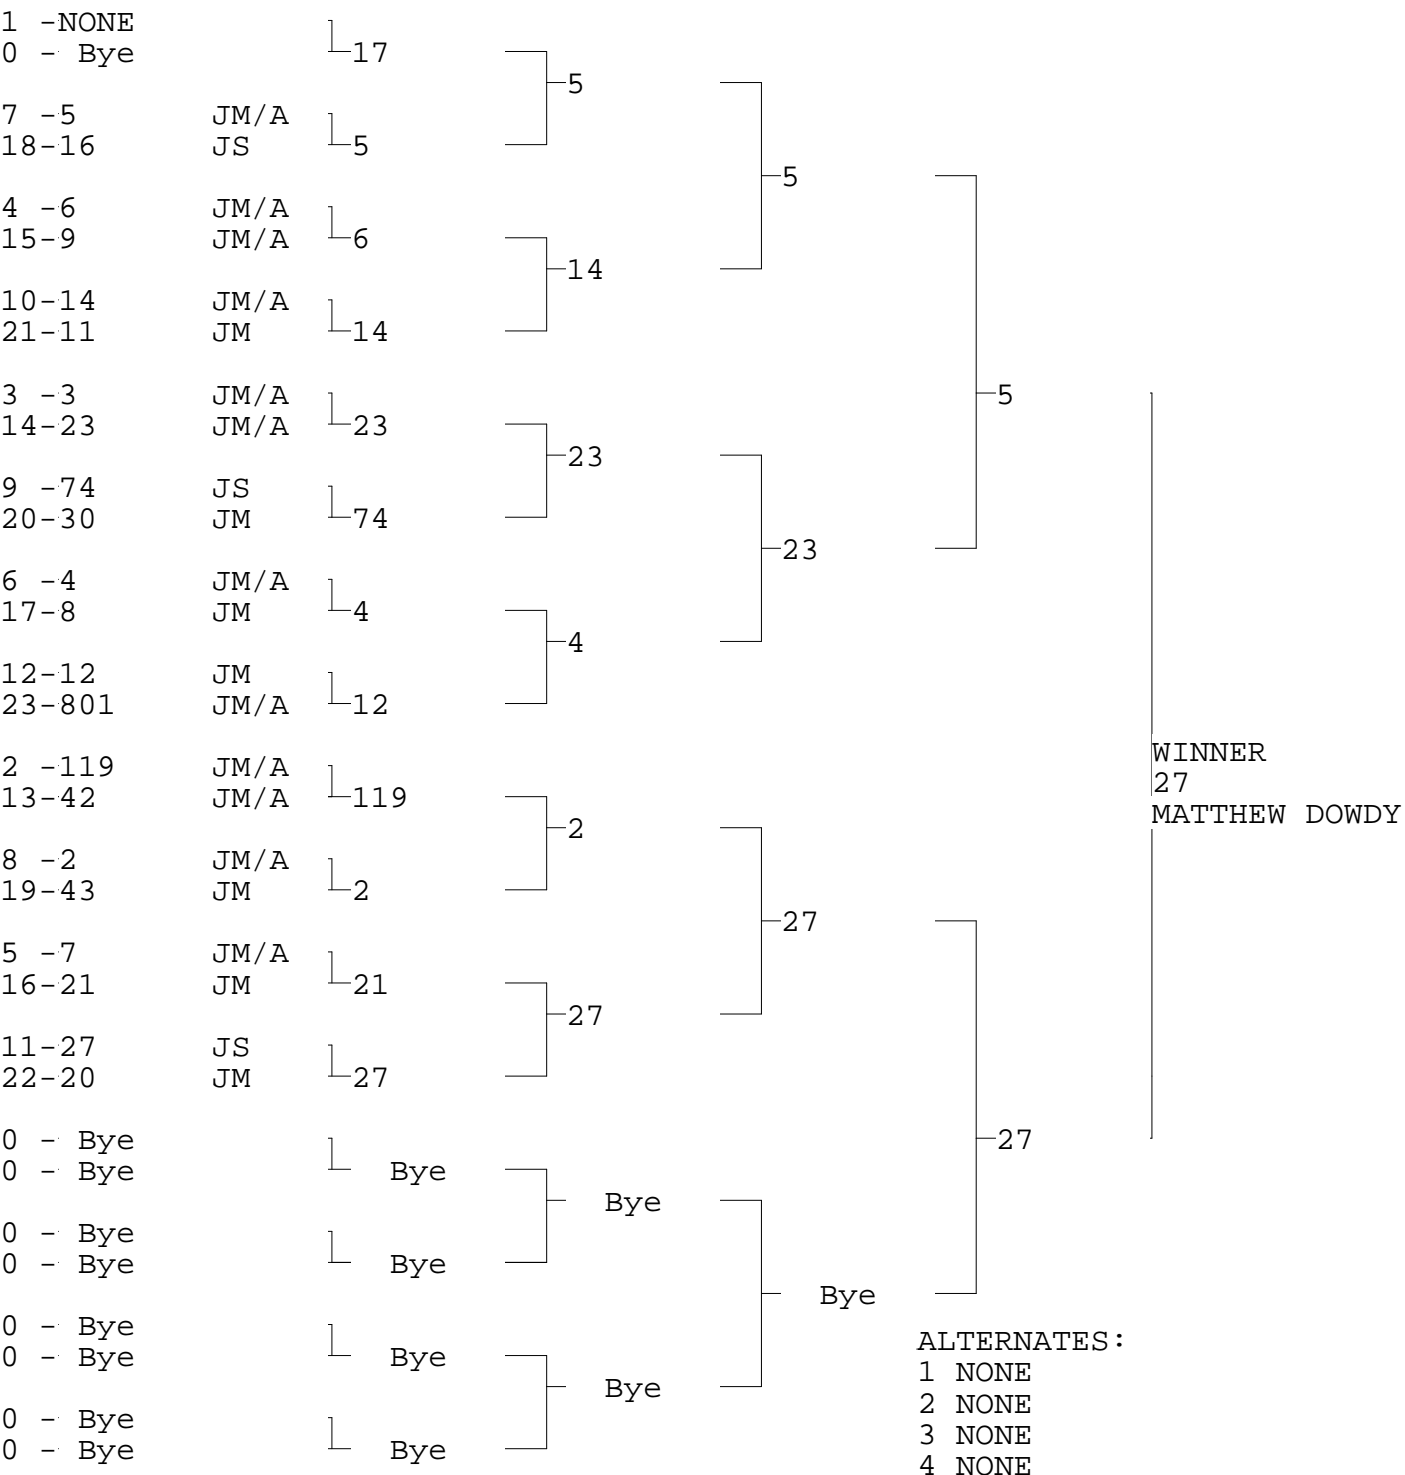 1 -NONE
0 - Bye
17
5
7 -5 JM/A
18-16 JS
5
5
4 -6 JM/A
15-9 JM/A
6
14
10-14 JM/A
21-11 JM
14
3 -3 JM/A
5
14-23 JM/A
23
23
9 -74 JS
20-30 JM
74
23
6 -4 JM/A
17-8 JM
4
4
12-12 JM
23-801 JM/A
12
WINNER
27
MATTHEW DOWDY
2 -119 JM/A
13-42 JM/A
119
2
8 -2 JM/A
19-43 JM
2
27
5 -7 JM/A
16-21 JM
21
27
11-27 JS
22-20 JM
27
0 - Bye
27
0 - Bye
Bye
Bye
0 - Bye
0 - Bye
Bye
Bye
0 - Bye
0 - Bye
Bye
Bye
0 - Bye
0 - Bye
Bye
ALTERNATES:
1 NONE
2 NONE
3 NONE
4 NONE